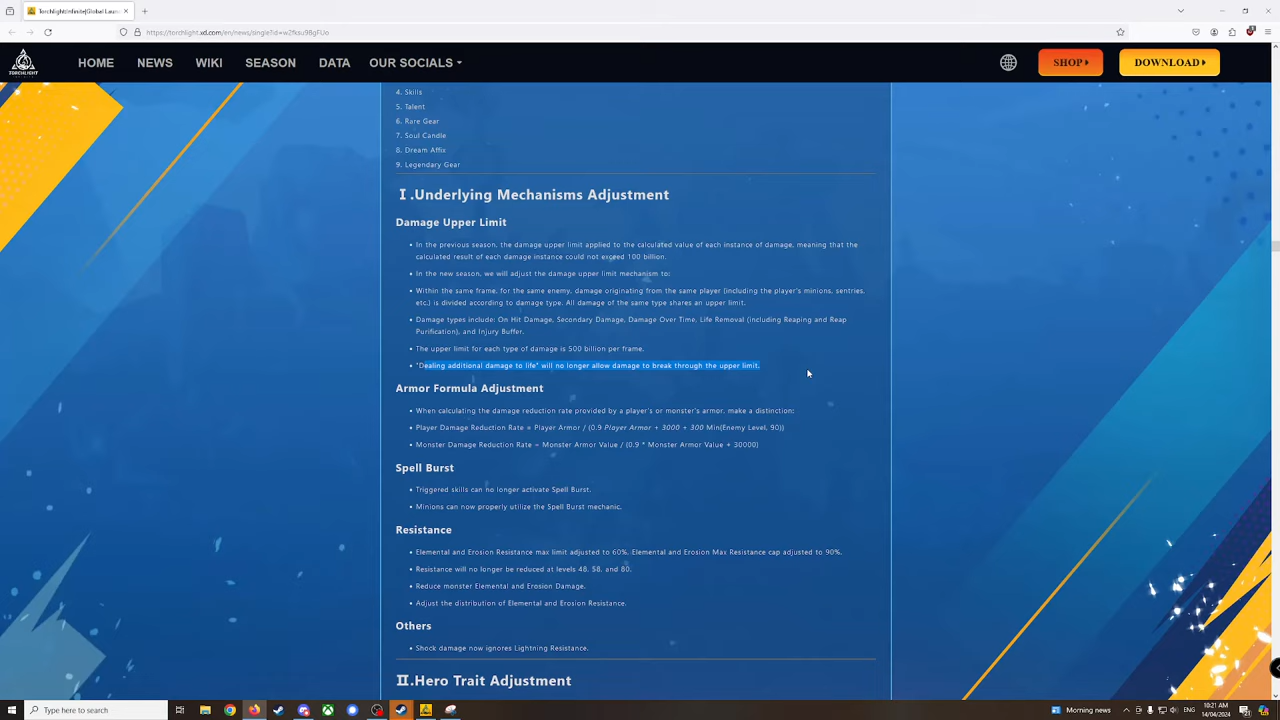 Torchlight:Infinite|Global Laun
https://torchlight.xd.com/en/news/single?id=
TORCHLIGHT
HOME NEWS WIKI SEASON DATA OUR SOCIALS SHOP DOWNLOAD
4. Skills
5. Talent
6. Rare Gear
7. Soul Candle
8. Dream Affix
9. Legendary Gear
Ⅰ.Underlying Mechanisms Adjustment
Damage Upper Limit
• In the previous season, the damage upper limit applied to the calculated value of each instance of damage, meaning that the
calculated result of each damage instance could not exceed 100 billion.
• In the new season, we will adjust the damage upper limit mechanism to:
• Within the same frame, for the same enemy, damage originating from the same player (including the player's minions, sentries,
etc.) is divided according to damage type. All damage of the same type shares an upper limit.
• Damage types include: On Hit Damage, Secondary Damage, Damage Over Time, Life Removal (including Reaping and Reap
Purification), and Injury Buffer.
• The upper limit for each type of damage is 500 billion per frame.
• "Dealing additional damage to life" will no longer allow damage to break through the upper limit.
Armor Formula Adjustment
• When calculating the damage reduction rate provided by a player's or monster's armor, make a distinction:
• Player Damage Reduction Rate = Player Armor / (0.9 Player Armor + 3000 + 300 Min(Enemy Level, 90))
• Monster Damage Reduction Rate = Monster Armor Value / (0.9 * Monster Armor Value + 30000)
Spell Burst
• Triggered skills can no longer activate Spell Burst.
• Minions can now properly utilize the Spell Burst mechanic.
Resistance
• Elemental and Erosion Resistance max limit adjusted to 60%, Elemental and Erosion Max Resistance cap adjusted to 90%.
• Resistance will no longer be reduced at levels 48, 58, and 80.
• Reduce monster Elemental and Erosion Damage.
• Adjust the distribution of Elemental and Erosion Resistance.
Others
• Shock damage now ignores Lightning Resistance.
Ⅱ.Hero Trait Adjustment
Type here to search
Morning news
10:21 AM
14/04/2024